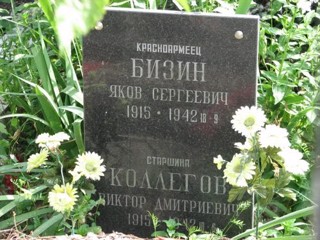 КРАСНОАРМЕЕЦ
БИЗИН
ЯКОВ СЕРГЕЕВИЧ
1915 · 1942 18·9
СТАРШИНА
КОЛЛЕГОВ
ВИКТОР ДМИТРИЕВИЧ
1915